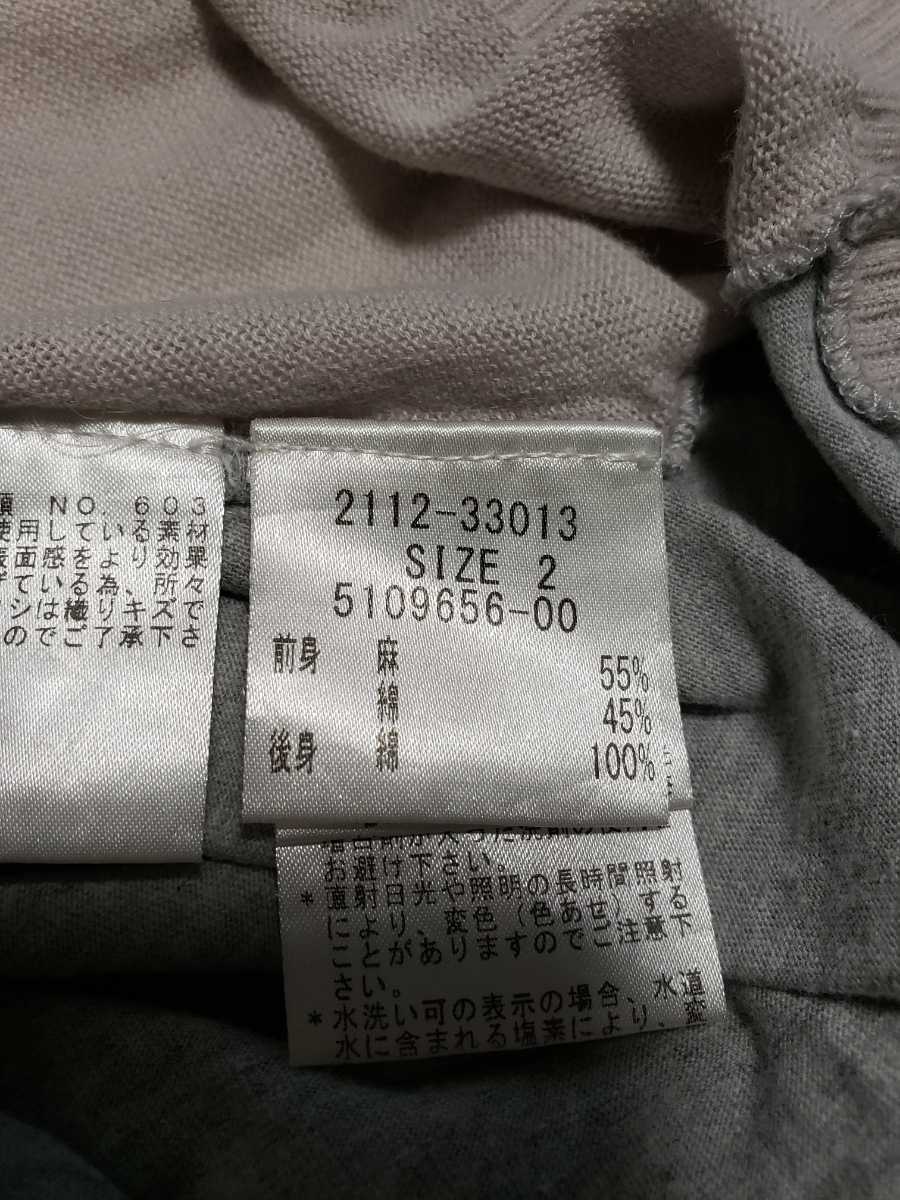 類 NO. 603
使用している素材
表面感をより効果
げている為、所々
シは織りキズで
ので ご了承下さ
2112-33013
SIZE 2
5109656-00
前身 麻 55%
綿 45%
後身 綿 100%
お避け下さい。
*直射日光や照明の長時間照射
により、変色(色あせ)する
ことがありますのでご注意下
さい。
*水洗い可の表示の場合、水道
水に含まれる塩素により、変